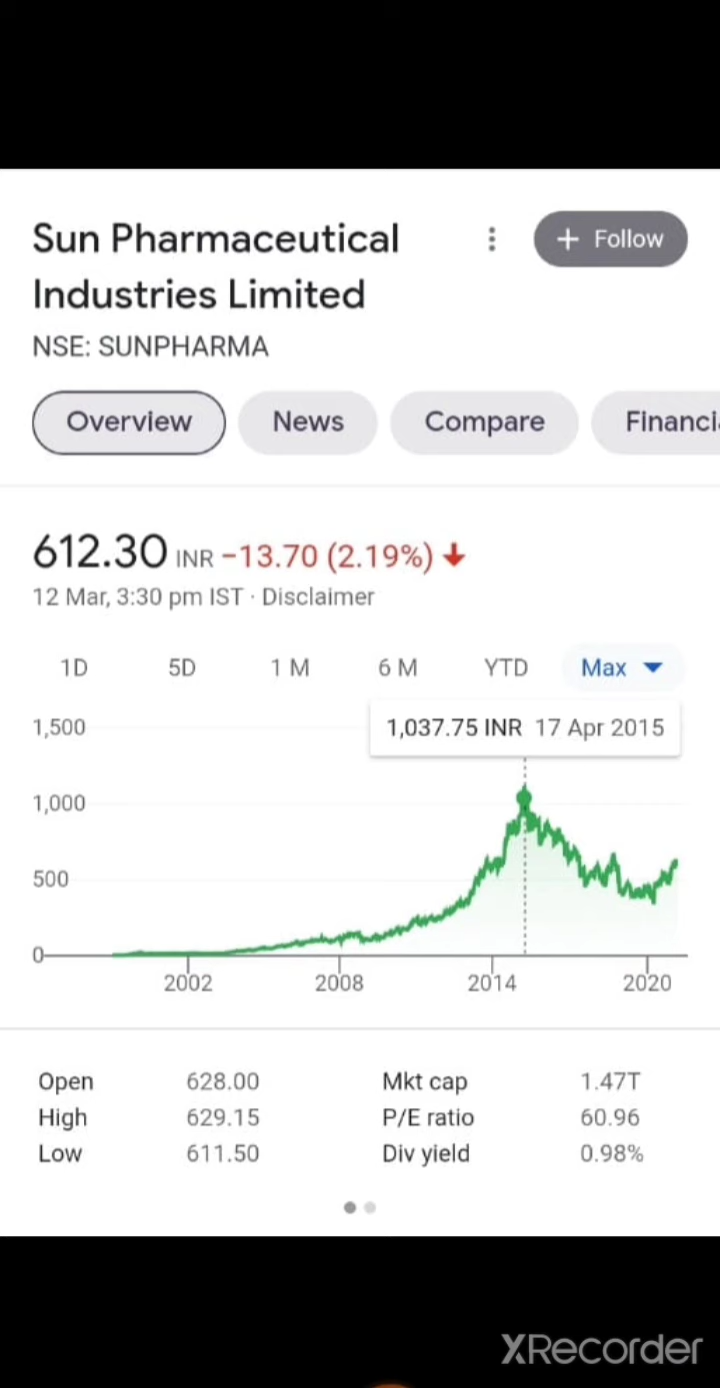 Sun Pharmaceutical
Industries Limited
+ Follow
NSE: SUNPHARMA
Overview News Compare Financi
612.30 INR −13.70 (2.19%)
12 Mar, 3:30 pm IST · Disclaimer
1D 5D 1 M 6 M YTD Max
1,037.75 INR 17 Apr 2015
1,500
1,000
500
0
2002 2008 2014 2020
Open 628.00 Mkt cap 1.47T
High 629.15 P/E ratio 60.96
Low 611.50 Div yield 0.98%
XRecorder